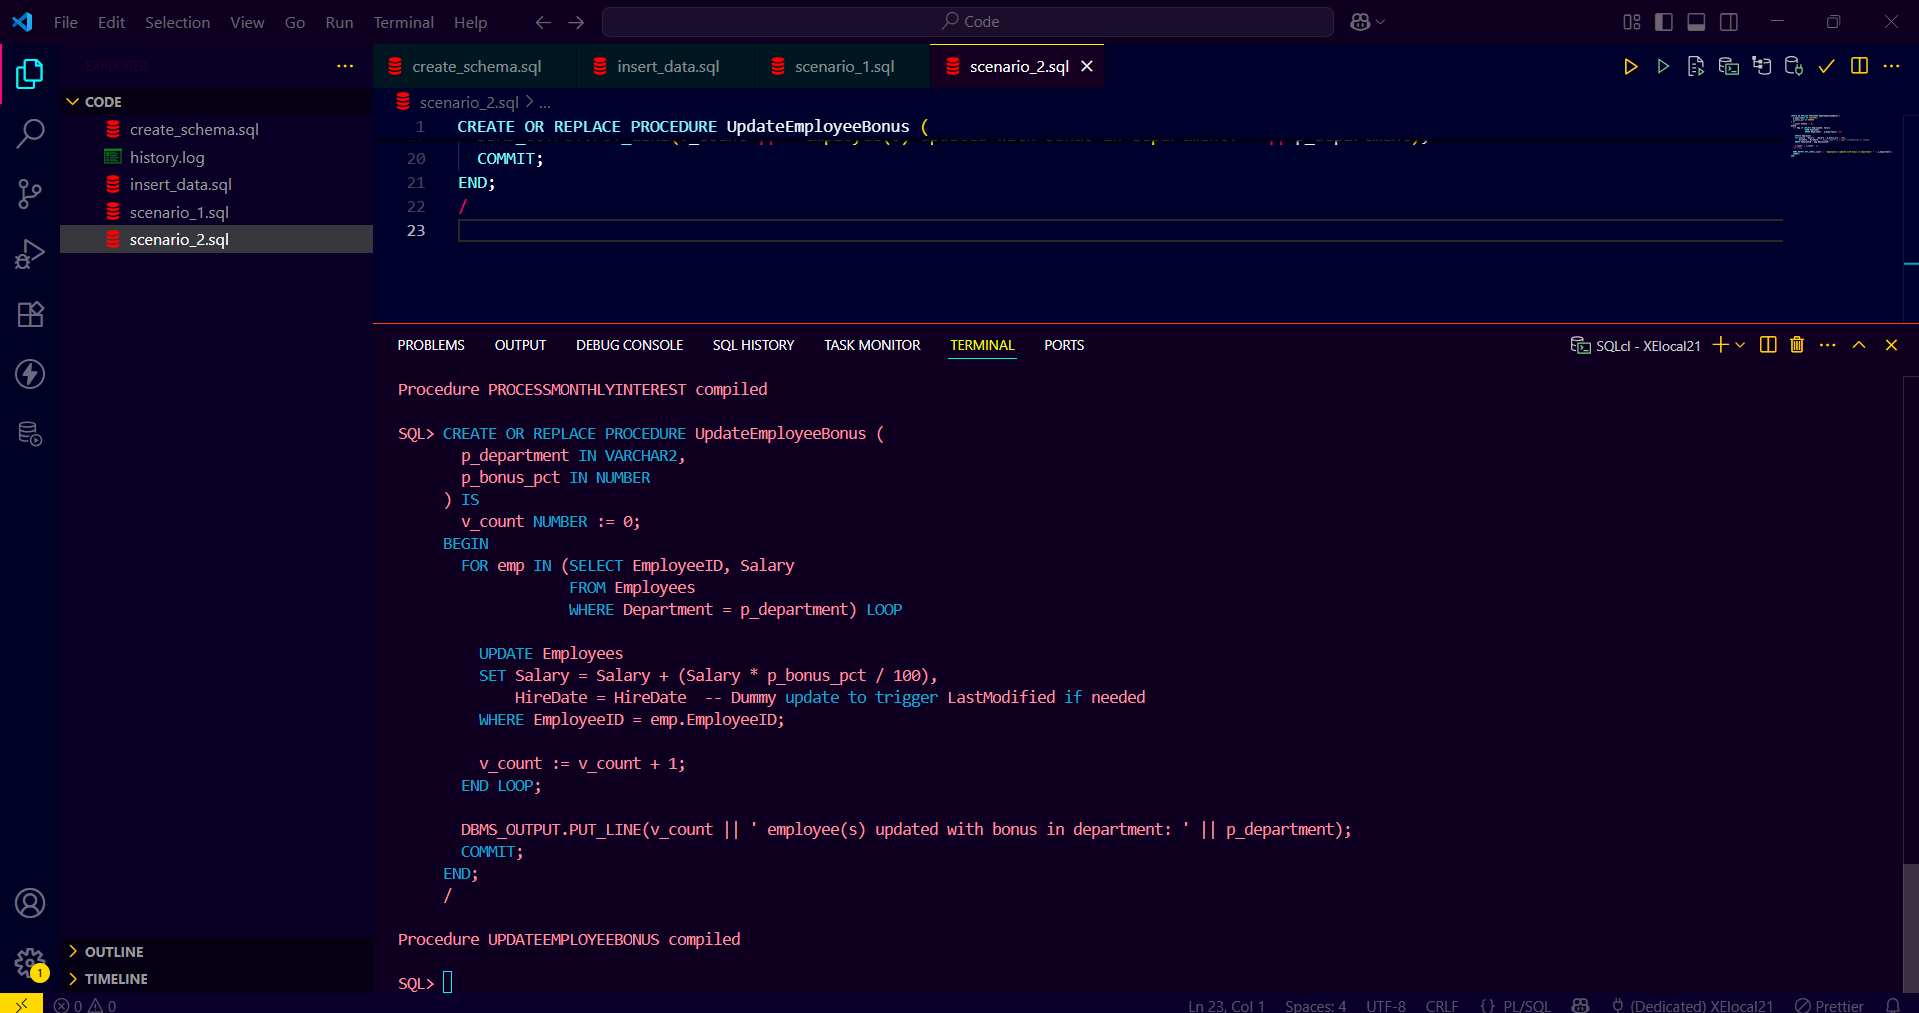 File Edit Selection View Go Run Terminal Help
Code
EXPLORER
CODE
create_schema.sql
history.log
insert_data.sql
scenario_1.sql
scenario_2.sql
OUTLINE
TIMELINE
create_schema.sql insert_data.sql scenario_1.sql scenario_2.sql
scenario_2.sql > ...
1 CREATE OR REPLACE PROCEDURE UpdateEmployeeBonus (
20 COMMIT;
21 END;
22 /
23
PROBLEMS OUTPUT DEBUG CONSOLE SQL HISTORY TASK MONITOR TERMINAL PORTS
SQLcl - XElocal21
Procedure PROCESSMONTHLYINTEREST compiled
SQL> CREATE OR REPLACE PROCEDURE UpdateEmployeeBonus (
p_department IN VARCHAR2,
p_bonus_pct IN NUMBER
) IS
v_count NUMBER := 0;
BEGIN
FOR emp IN (SELECT EmployeeID, Salary
FROM Employees
WHERE Department = p_department) LOOP
UPDATE Employees
SET Salary = Salary + (Salary * p_bonus_pct / 100),
HireDate = HireDate -- Dummy update to trigger LastModified if needed
WHERE EmployeeID = emp.EmployeeID;
v_count := v_count + 1;
END LOOP;
DBMS_OUTPUT.PUT_LINE(v_count || ' employee(s) updated with bonus in department: ' || p_department);
COMMIT;
END;
/
Procedure UPDATEEMPLOYEEBONUS compiled
SQL>
1
0 0
Ln 23, Col 1 Spaces: 4 UTF-8 CRLF {} PL/SQL (Dedicated) XElocal21 Prettier